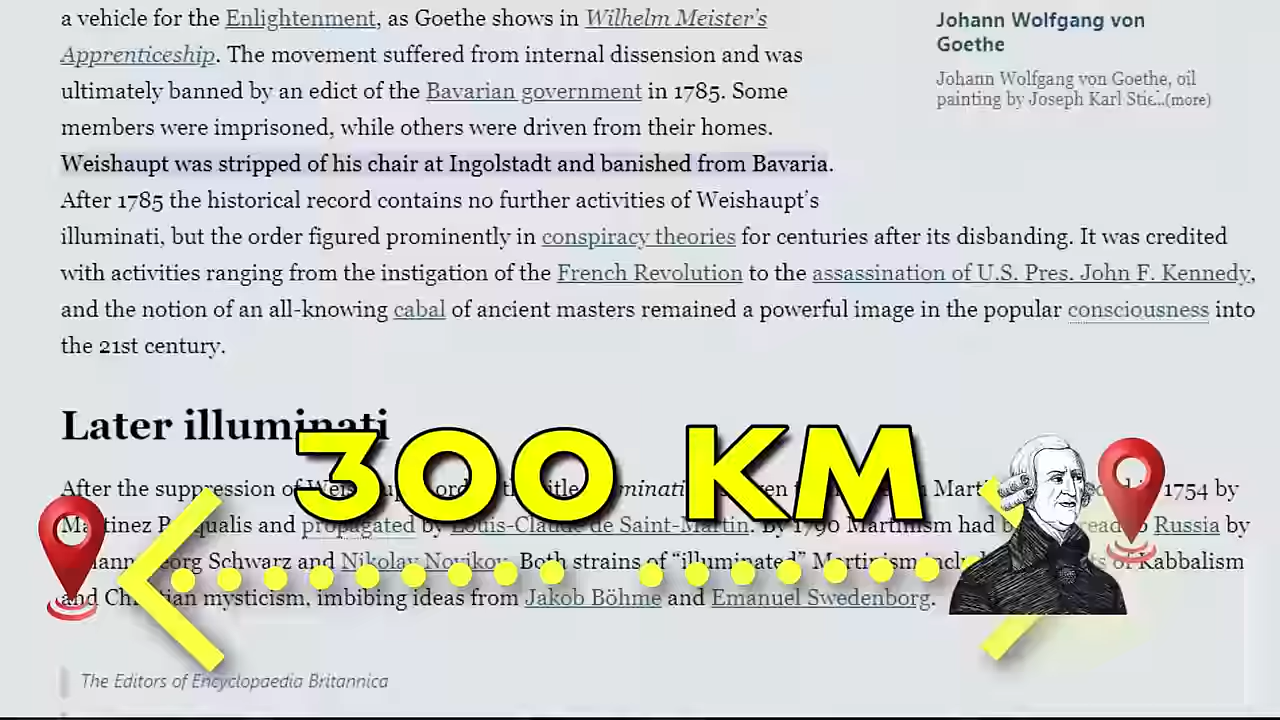 a vehicle for the Enlightenment, as Goethe shows in Wilhelm Meister's
Apprenticeship. The movement suffered from internal dissension and was
ultimately banned by an edict of the Bavarian government in 1785. Some
members were imprisoned, while others were driven from their homes.
Weishaupt was stripped of his chair at Ingolstadt and banished from Bavaria.
After 1785 the historical record contains no further activities of Weishaupt's
illuminati, but the order figured prominently in conspiracy theories for centuries after its disbanding. It was credited
with activities ranging from the instigation of the French Revolution to the assassination of U.S. Pres. John F. Kennedy,
and the notion of an all-knowing cabal of ancient masters remained a powerful image in the popular consciousness into
the 21st century.
Johann Wolfgang von
Goethe
Johann Wolfgang von Goethe, oil
painting by Joseph Karl Stie...(more)
Later illuminati
300 KM
After the suppression of title 1754 by
propagated by Louis-Claude de Saint-Martin. By 1790 Martinism had Russia by
Schwarz and Nikolay Novikov. Both strains of “illuminated” Martinism Kabbalism
and mysticism, imbibing ideas from Jakob Böhme and Emanuel Swedenborg.
The Editors of Encyclopaedia Britannica